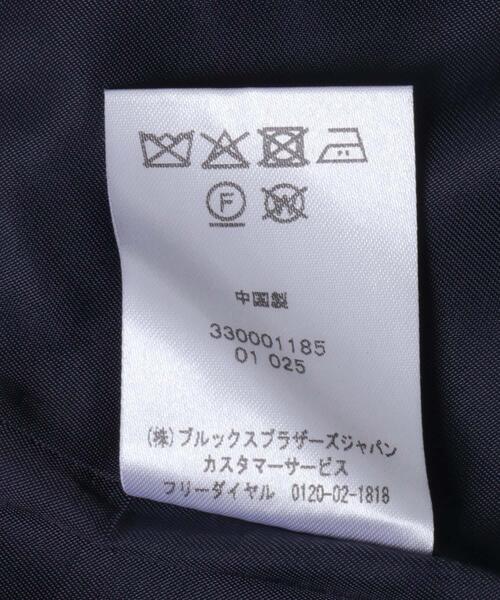 F W
中国製
330001185
01 025
(株)ブルックスブラザーズジャパン
カスタマーサービス
フリーダイヤル 0120-02-1818